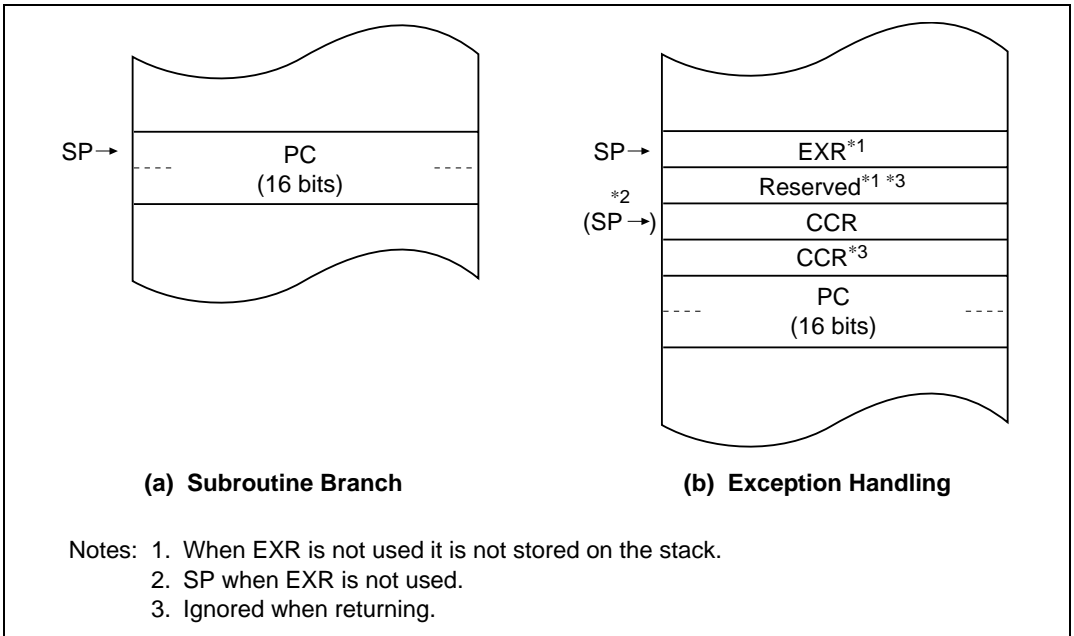 SP→
PC
(16 bits)
(a) Subroutine Branch
SP→
*2
(SP→)
EXR*1
Reserved*1 *3
CCR
CCR*3
PC
(16 bits)
(b) Exception Handling
Notes: 1. When EXR is not used it is not stored on the stack.
2. SP when EXR is not used.
3. Ignored when returning.